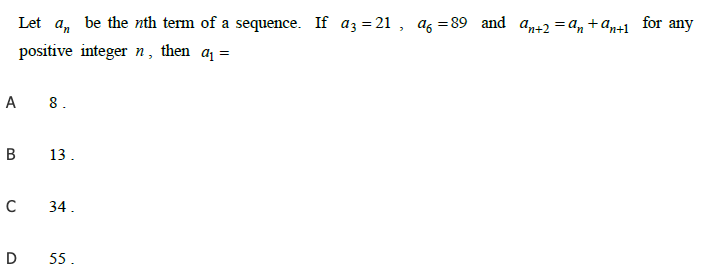 Let aₙ be the nth term of a sequence. If a₃ = 21 , a₆ = 89 and aₙ₊₂ = aₙ + aₙ₊₁ for any
positive integer n , then a₁ =
A 8 .
B 13 .
C 34 .
D 55 .